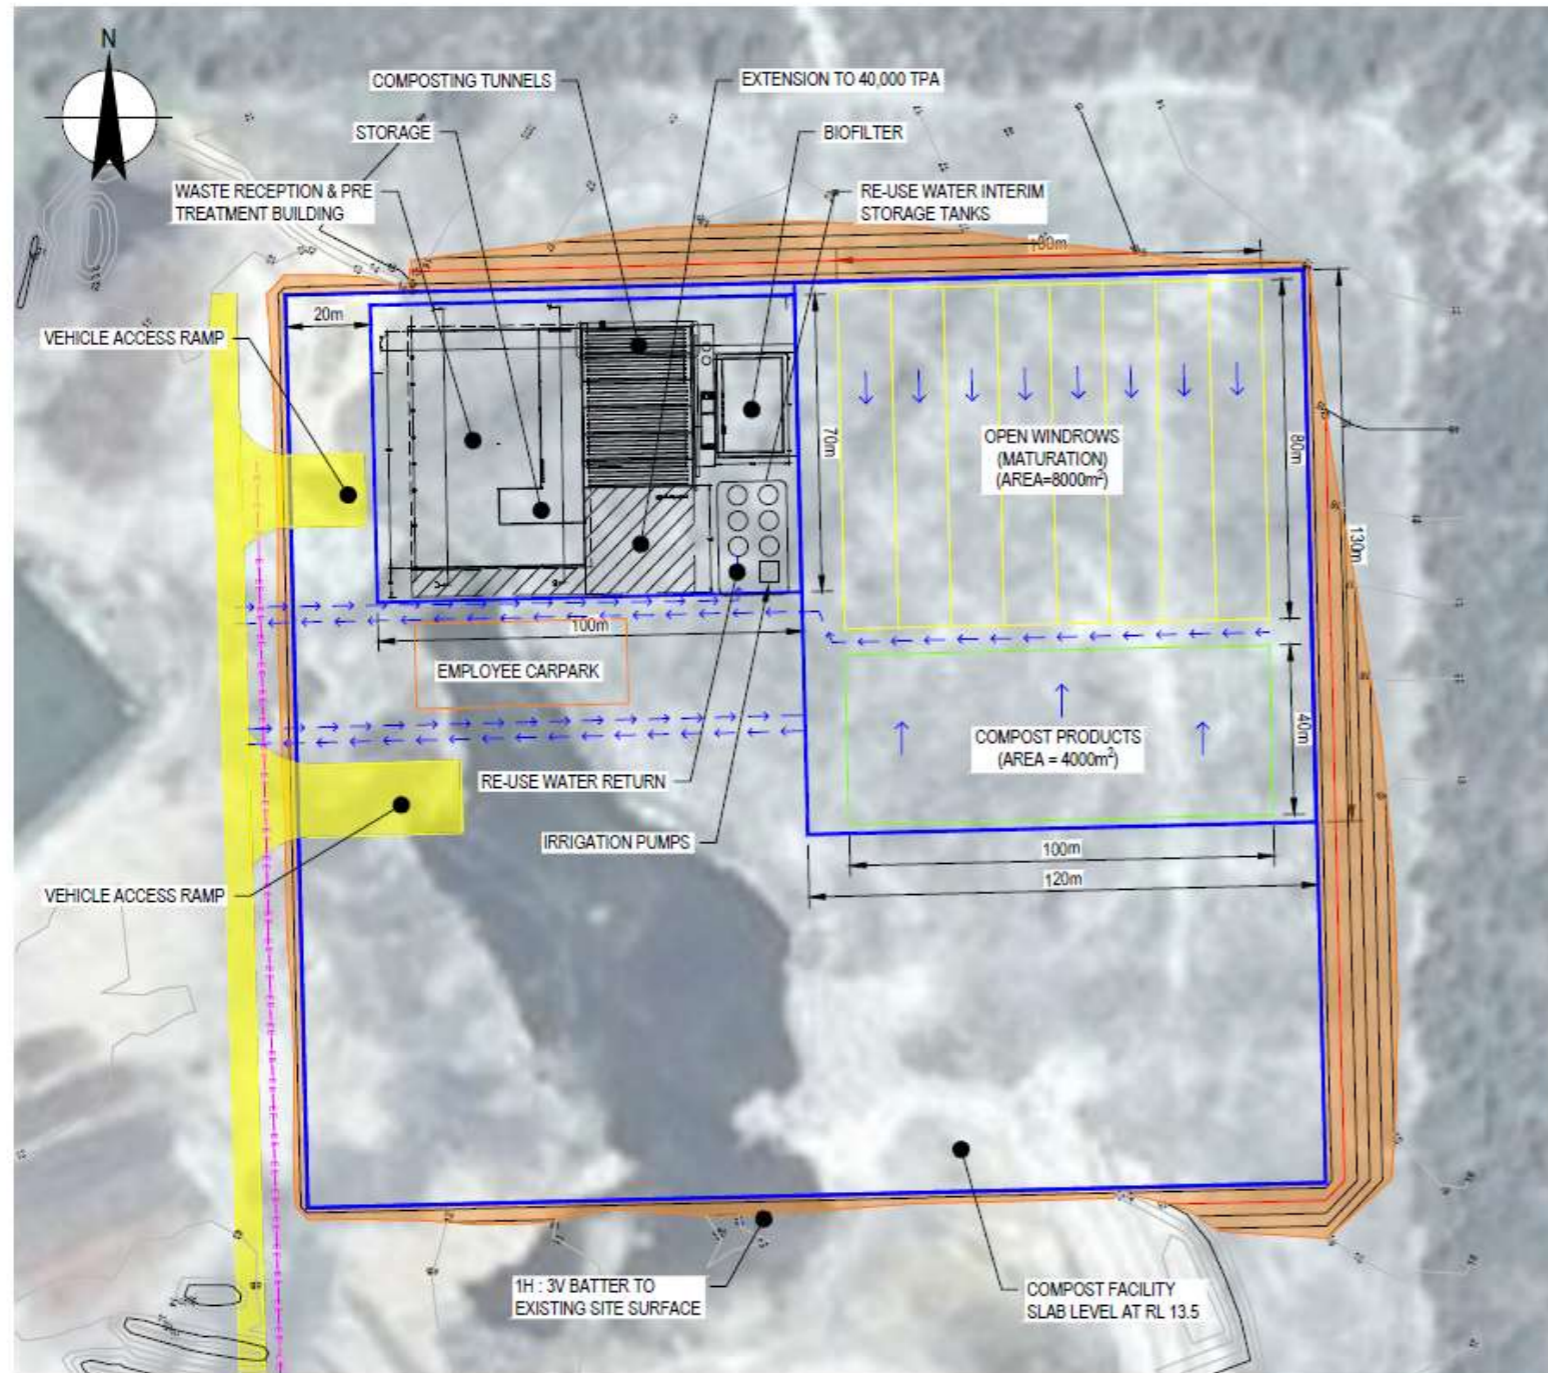 N
COMPOSTING TUNNELS
EXTENSION TO 40,000 TPA
STORAGE
BIOFILTER
WASTE RECEPTION & PRE
TREATMENT BUILDING
RE-USE WATER INTERIM
STORAGE TANKS
100m
20m
VEHICLE ACCESS RAMP
70m
OPEN WINDROWS
(MATURATION)
(AREA=8000m²)
80m
130m
100m
EMPLOYEE CARPARK
COMPOST PRODUCTS
(AREA = 4000m²)
40m
RE-USE WATER RETURN
IRRIGATION PUMPS
100m
120m
VEHICLE ACCESS RAMP
1H : 3V BATTER TO
EXISTING SITE SURFACE
COMPOST FACILITY
SLAB LEVEL AT RL 13.5